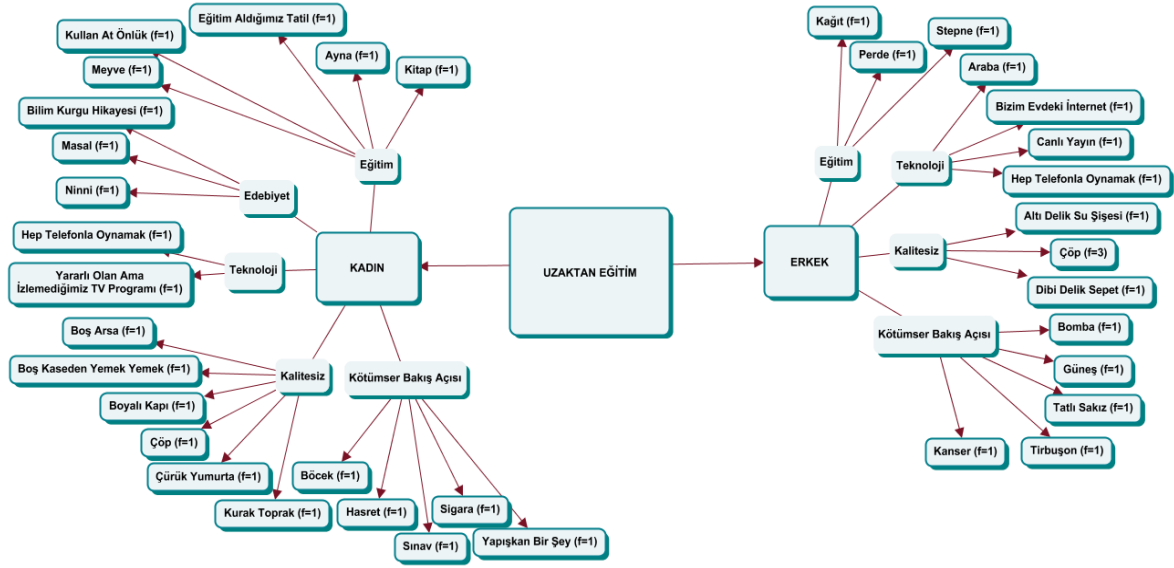 Kullan At Önlük (f=1)
Eğitim Aldığımız Tatil (f=1)
Meyve (f=1)
Ayna (f=1)
Kitap (f=1)
Bilim Kurgu Hikayesi (f=1)
Masal (f=1)
Ninni (f=1)
Eğitim
Edebiyet
Hep Telefonla Oynamak (f=1)
Teknoloji
Yararlı Olan Ama
İzlemediğimiz TV Programı (f=1)
KADIN
Boş Arsa (f=1)
Boş Kaseden Yemek Yemek (f=1)
Boyalı Kapı (f=1)
Çöp (f=1)
Çürük Yumurta (f=1)
Kurak Toprak (f=1)
Kalitesiz
Kötümser Bakış Açısı
Böcek (f=1)
Hasret (f=1)
Sınav (f=1)
Sigara (f=1)
Yapışkan Bir Şey (f=1)
UZAKTAN EĞİTİM
ERKEK
Kağıt (f=1)
Perde (f=1)
Stepne (f=1)
Eğitim
Araba (f=1)
Bizim Evdeki İnternet (f=1)
Canlı Yayın (f=1)
Hep Telefonla Oynamak (f=1)
Teknoloji
Altı Delik Su Şişesi (f=1)
Çöp (f=3)
Dibi Delik Sepet (f=1)
Kalitesiz
Kötümser Bakış Açısı
Bomba (f=1)
Güneş (f=1)
Tatlı Sakız (f=1)
Tirbuşon (f=1)
Kanser (f=1)